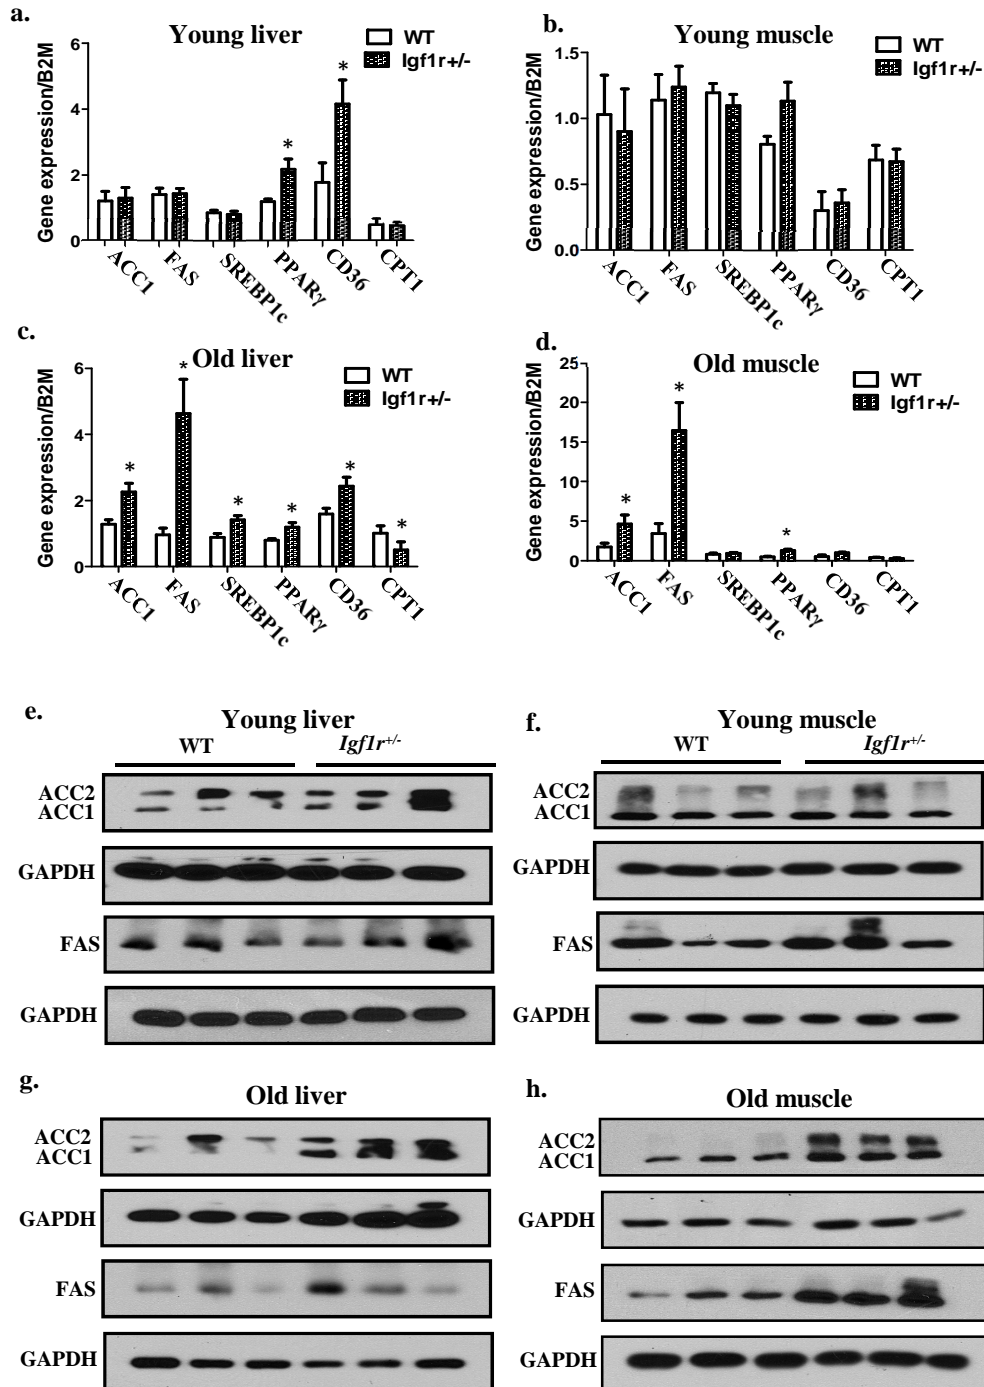 a.
Young liver
WT
Igf1r+/-
Gene expression/B2M
6
4
2
0
*
*
ACC1
FAS
SREBP1c
PPARγ
CD36
CPT1
b.
Young muscle
WT
Igf1r+/-
Gene expression/B2M
1.5
1.0
0.5
0.0
ACC1
FAS
SREBP1c
PPARγ
CD36
CPT1
c.
Old liver
WT
Igf1r+/-
Gene expression/B2M
6
4
2
0
*
*
*
*
*
*
ACC1
FAS
SREBP1c
PPARγ
CD36
CPT1
d.
Old muscle
WT
Igf1r+/-
Gene expression/B2M
25
20
15
10
5
0
*
*
*
ACC1
FAS
SREBP1c
PPARγ
CD36
CPT1
e.
Young liver
WT
Igf1r+/-
ACC2
ACC1
GAPDH
FAS
GAPDH
f.
Young muscle
WT
Igf1r+/-
ACC2
ACC1
GAPDH
FAS
GAPDH
g.
Old liver
ACC2
ACC1
GAPDH
FAS
GAPDH
h.
Old muscle
ACC2
ACC1
GAPDH
FAS
GAPDH